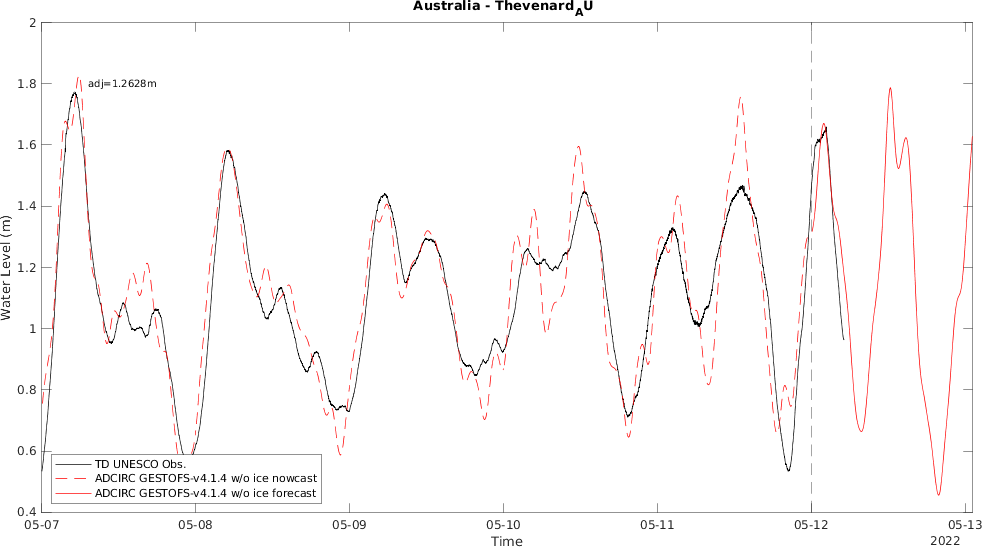 Australia - ThevenardAU
2
1.8
1.6
1.4
1.2
1
0.8
0.6
0.4
Water Level (m)
adj=1.2628m
TD UNESCO Obs.
ADCIRC GESTOFS-v4.1.4 w/o ice nowcast
ADCIRC GESTOFS-v4.1.4 w/o ice forecast
05-07 05-08 05-09 05-10 05-11 05-12 05-13
Time
2022